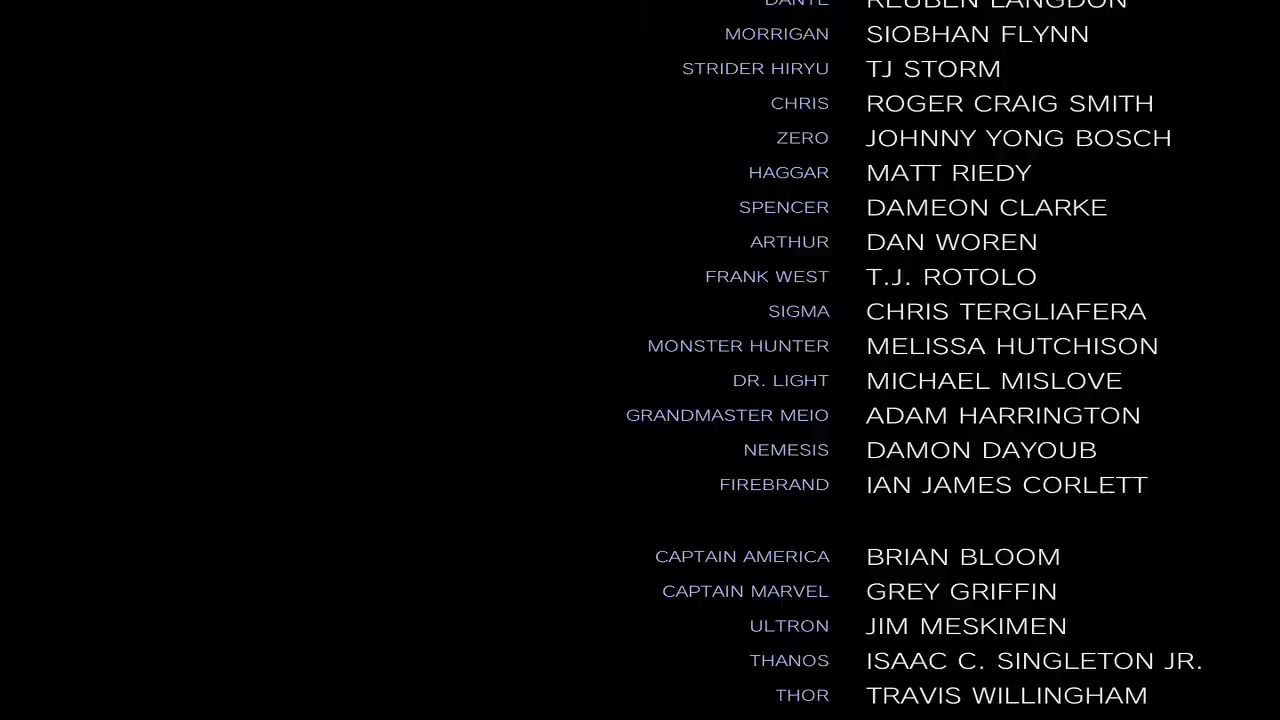 DANTE REUBEN LANGDON
MORRIGAN SIOBHAN FLYNN
STRIDER HIRYU TJ STORM
CHRIS ROGER CRAIG SMITH
ZERO JOHNNY YONG BOSCH
HAGGAR MATT RIEDY
SPENCER DAMEON CLARKE
ARTHUR DAN WOREN
FRANK WEST T.J. ROTOLO
SIGMA CHRIS TERGLIAFERA
MONSTER HUNTER MELISSA HUTCHISON
DR. LIGHT MICHAEL MISLOVE
GRANDMASTER MEIO ADAM HARRINGTON
NEMESIS DAMON DAYOUB
FIREBRAND IAN JAMES CORLETT
CAPTAIN AMERICA BRIAN BLOOM
CAPTAIN MARVEL GREY GRIFFIN
ULTRON JIM MESKIMEN
THANOS ISAAC C. SINGLETON JR.
THOR TRAVIS WILLINGHAM